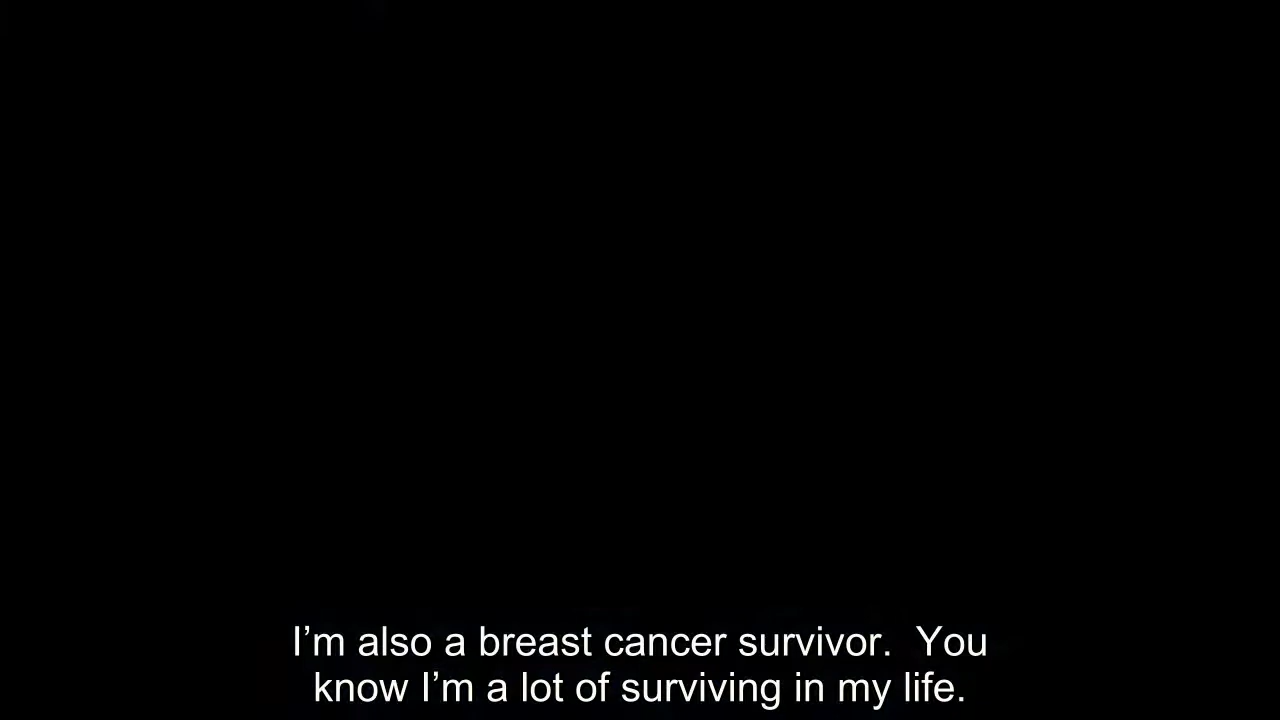 I’m also a breast cancer survivor.  You
know I’m a lot of surviving in my life.